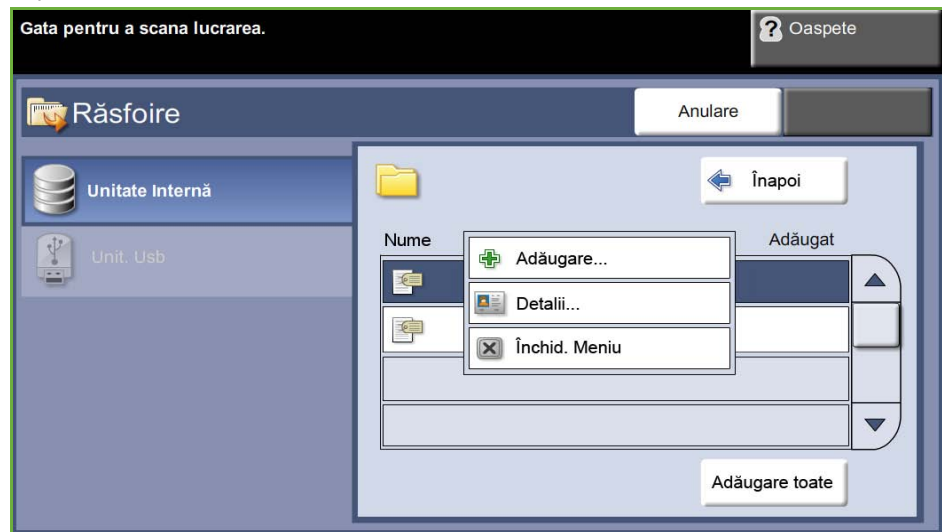 Gata pentru a scana lucrarea.
Oaspete
Răsfoire
Anulare
Unitate Internă
Înapoi
Unit. Usb
Nume
Adăugat
Adăugare...
Detalii...
Închid. Meniu
Adăugare toate